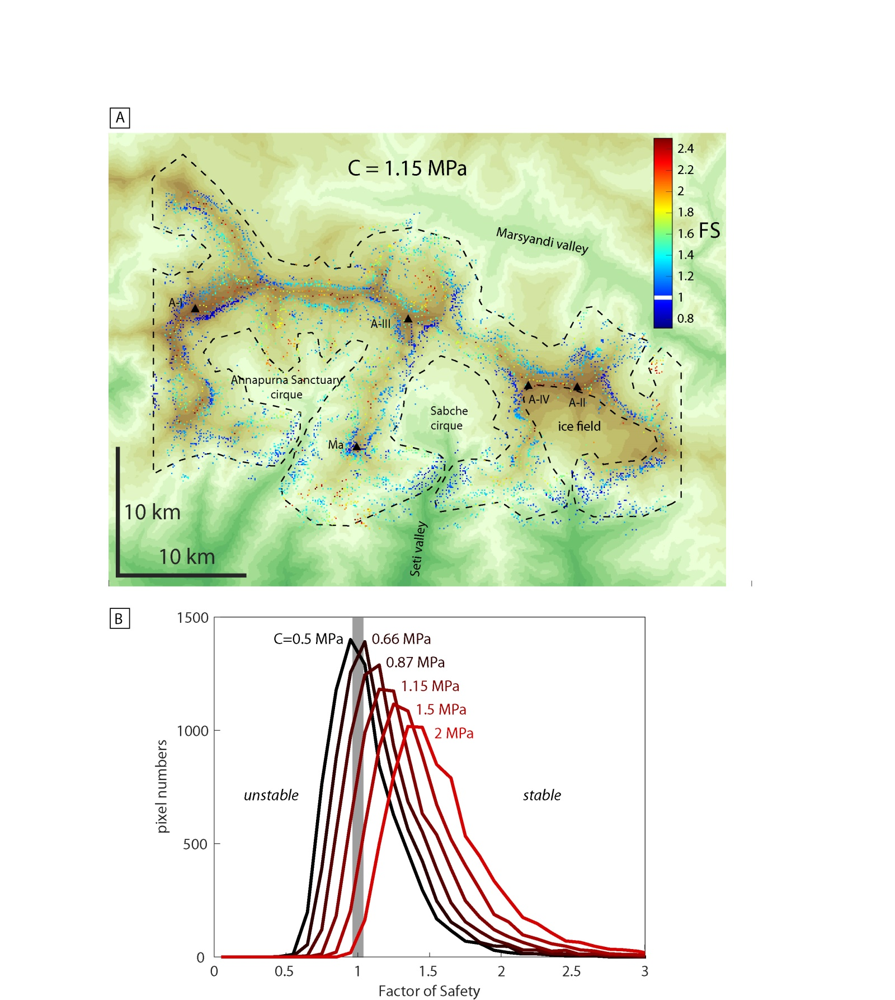 A
C = 1.15 MPa
2.4
2.2
2
1.8
1.6
1.4
1.2
1
0.8
FS
Marsyandi valley
A-I
A-III
Annapurna Sanctuary
cirque
A-IV
A-II
Sabche
cirque
ice field
Ma
10 km
10 km
Seti valley
B
1500
1000
500
0
pixel numbers
C=0.5 MPa
0.66 MPa
0.87 MPa
1.15 MPa
1.5 MPa
2 MPa
unstable
stable
0
0.5
1
1.5
2
2.5
3
Factor of Safety